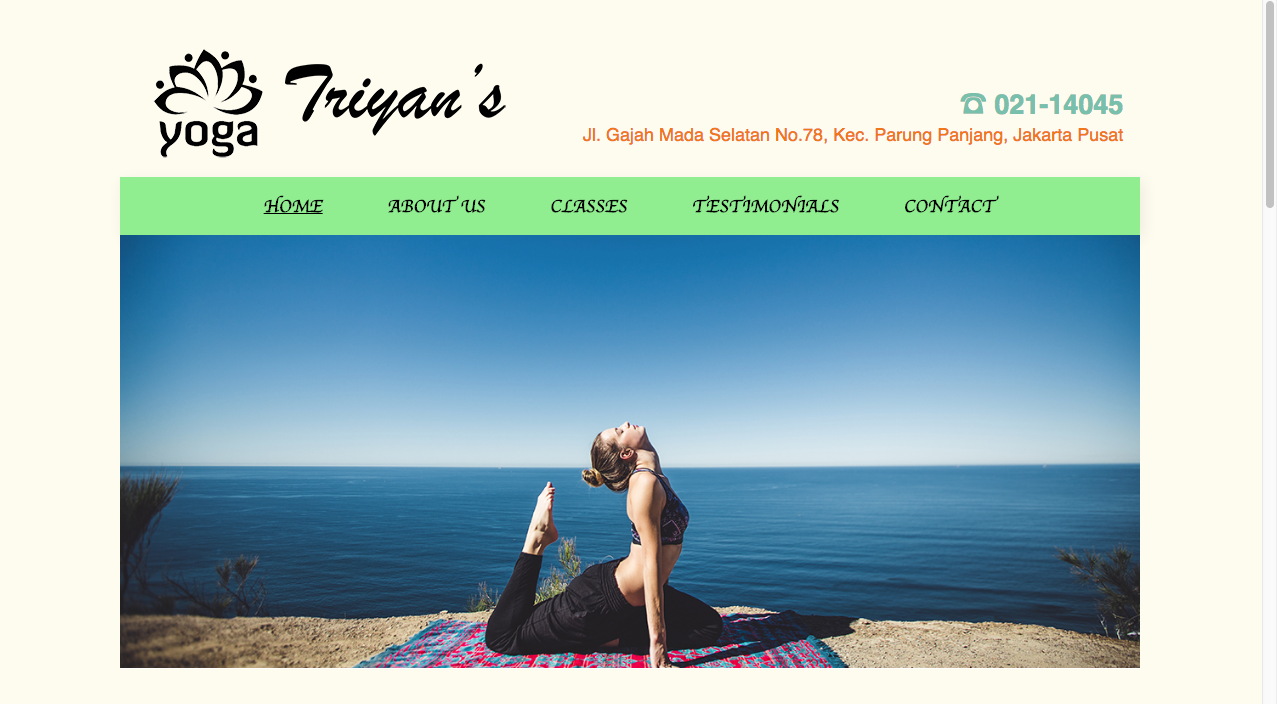 yoga
Triyan's
☎ 021-14045
Jl. Gajah Mada Selatan No.78, Kec. Parung Panjang, Jakarta Pusat
HOME ABOUT US CLASSES TESTIMONIALS CONTACT